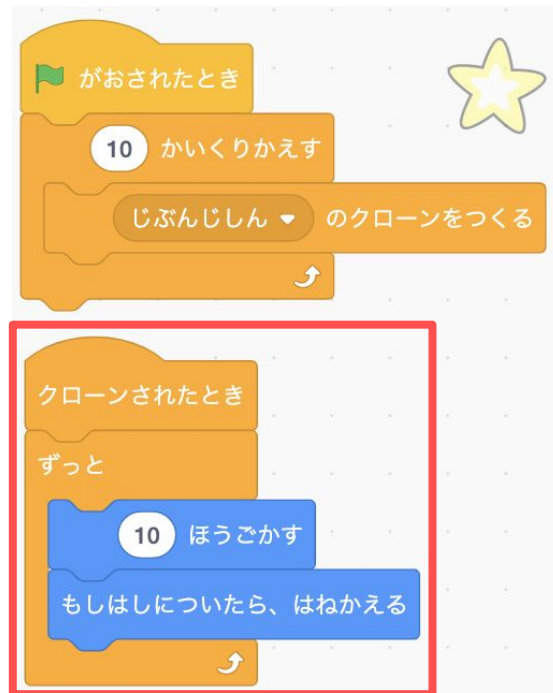 がおされたとき
10 かいくりかえす
じぶんじしん のクローンをつくる
クローンされたとき
ずっと
10 ほうごかす
もしはしについたら、はねかえる